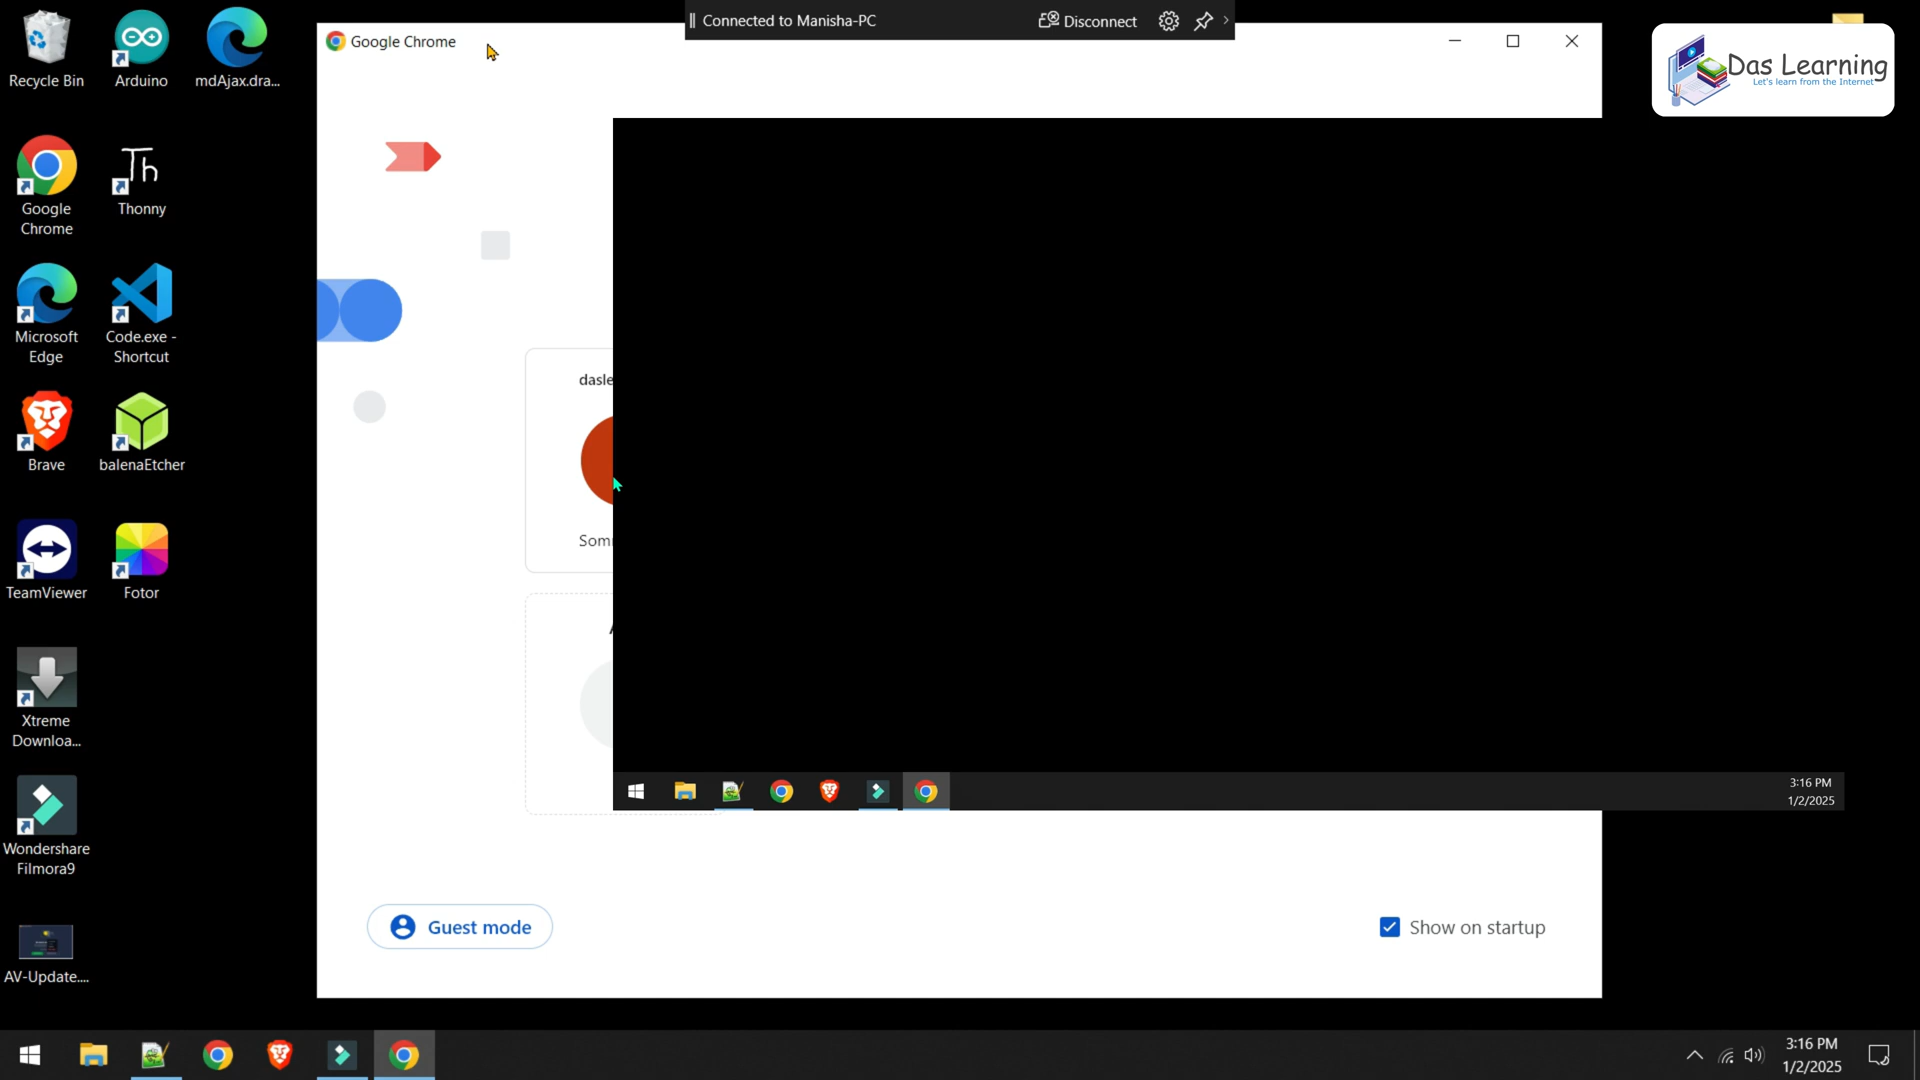 Connected to Manisha-PC
Disconnect
Google Chrome
Das Learning
Let's learn from the Internet
Recycle Bin
Arduino
mdAjax.dra...
Google
Chrome
Thonny
Microsoft
Edge
Code.exe -
Shortcut
Brave
balenaEtcher
TeamViewer
Fotor
Xtreme
Downloa...
Wondershare
Filmora9
AV-Update....
dasle
Som
Guest mode
Show on startup
3:16 PM
1/2/2025
3:16 PM
1/2/2025